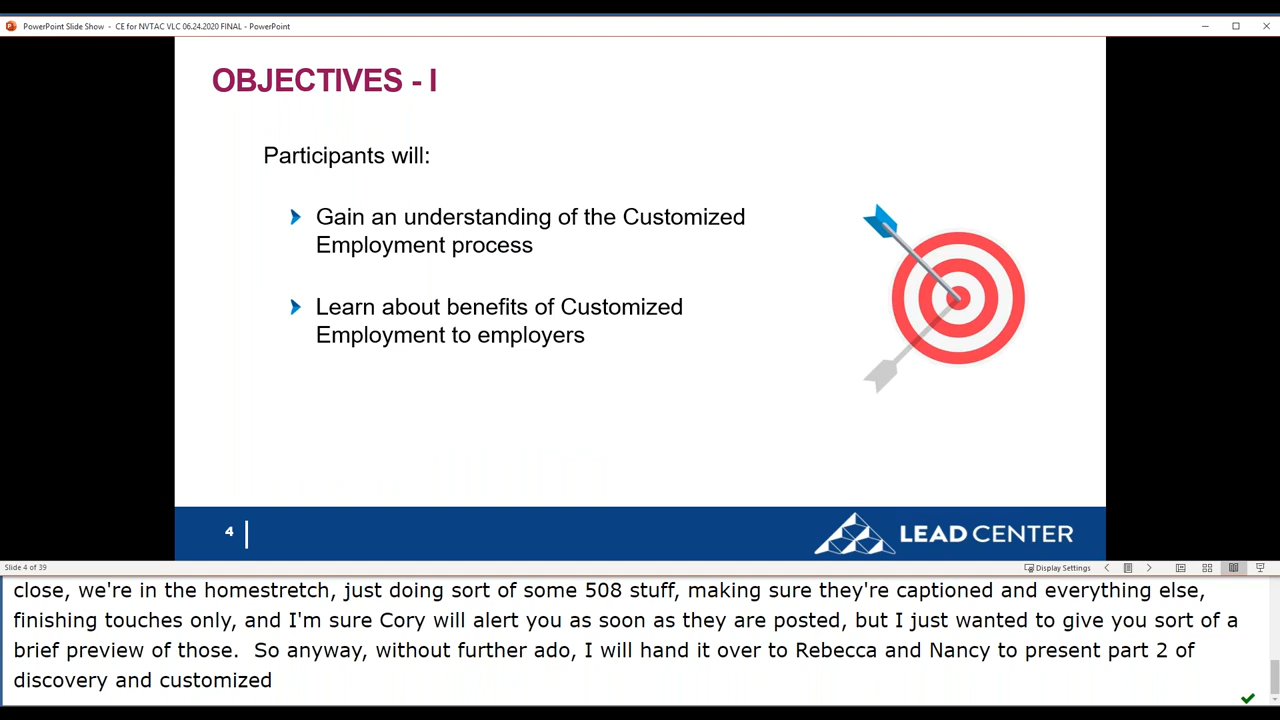 PowerPoint Slide Show - CE for NVTAC VLC 06.24.2020 FINAL - PowerPoint
OBJECTIVES - I
Participants will:
Gain an understanding of the Customized
Employment process
Learn about benefits of Customized
Employment to employers
4
LEAD CENTER
Slide 4 of 39
Display Settings
close, we're in the homestretch, just doing sort of some 508 stuff, making sure they're captioned and everything else,
finishing touches only, and I'm sure Cory will alert you as soon as they are posted, but I just wanted to give you sort of a
brief preview of those.  So anyway, without further ado, I will hand it over to Rebecca and Nancy to present part 2 of
discovery and customized